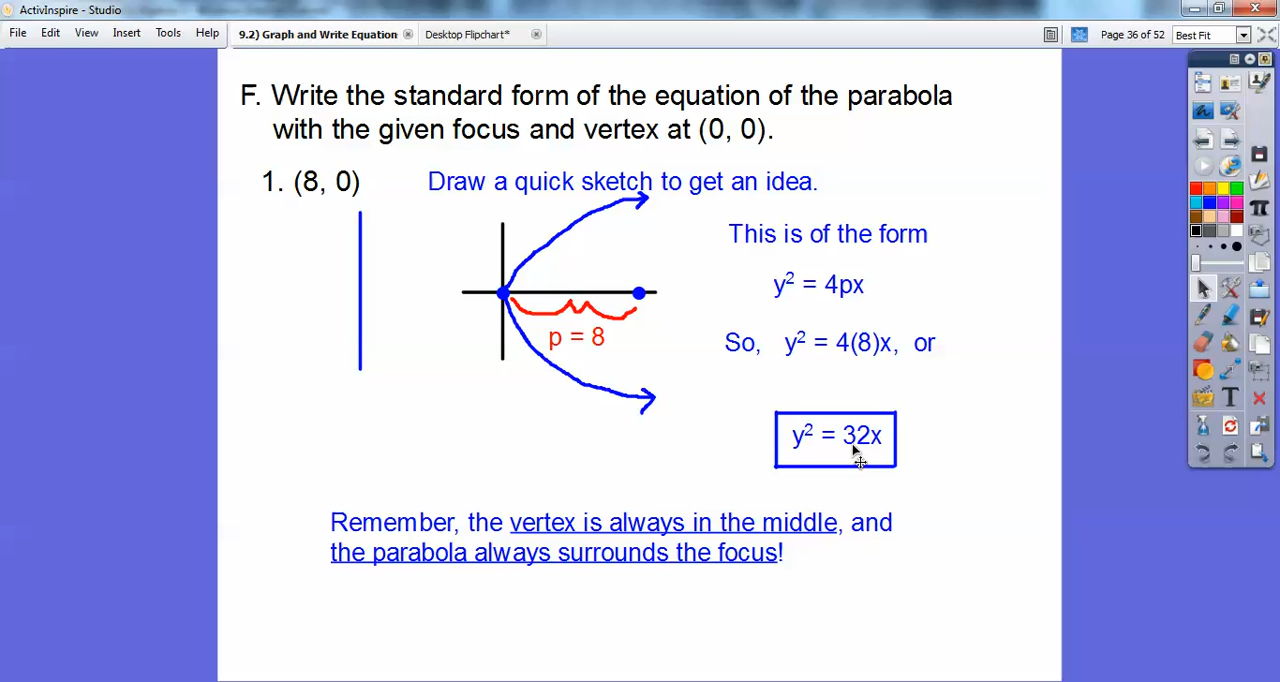 ActivInspire - Studio
File Edit View Insert Tools Help
9.2) Graph and Write Equation
Desktop Flipchart*
Page 36 of 52
Best Fit
F. Write the standard form of the equation of the parabola
with the given focus and vertex at (0, 0).
1. (8, 0)
Draw a quick sketch to get an idea.
This is of the form
y² = 4px
p = 8
So, y² = 4(8)x, or
y² = 32x
Remember, the vertex is always in the middle, and
the parabola always surrounds the focus!